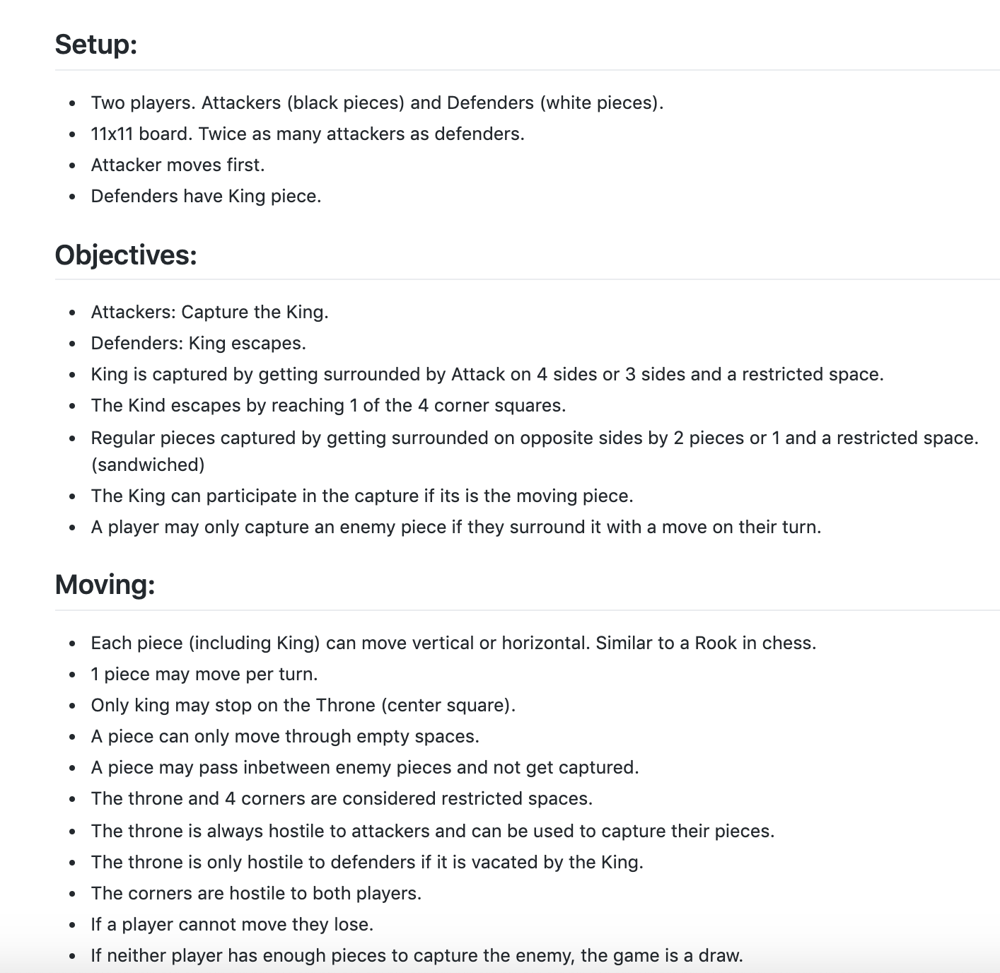 Setup:
Two players. Attackers (black pieces) and Defenders (white pieces).
11x11 board. Twice as many attackers as defenders.
Attacker moves first.
Defenders have King piece.
Objectives:
Attackers: Capture the King.
Defenders: King escapes.
King is captured by getting surrounded by Attack on 4 sides or 3 sides and a restricted space.
The Kind escapes by reaching 1 of the 4 corner squares.
Regular pieces captured by getting surrounded on opposite sides by 2 pieces or 1 and a restricted space.
(sandwiched)
The King can participate in the capture if its is the moving piece.
A player may only capture an enemy piece if they surround it with a move on their turn.
Moving:
Each piece (including King) can move vertical or horizontal. Similar to a Rook in chess.
1 piece may move per turn.
Only king may stop on the Throne (center square).
A piece can only move through empty spaces.
A piece may pass inbetween enemy pieces and not get captured.
The throne and 4 corners are considered restricted spaces.
The throne is always hostile to attackers and can be used to capture their pieces.
The throne is only hostile to defenders if it is vacated by the King.
The corners are hostile to both players.
If a player cannot move they lose.
If neither player has enough pieces to capture the enemy, the game is a draw.